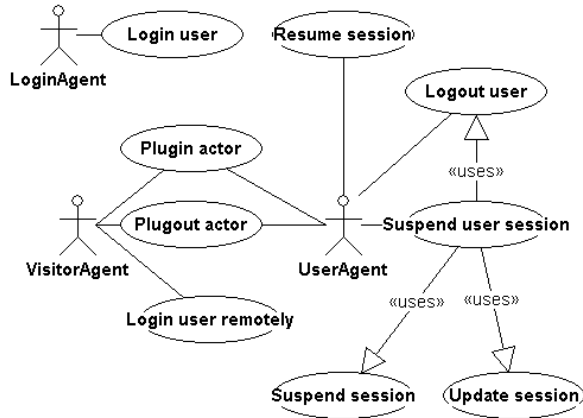 Login user
Resume session
LoginAgent
Logout user
Plugin actor
«uses»
Plugout actor
Suspend user session
VisitorAgent
UserAgent
«uses»
«uses»
Login user remotely
Suspend session
Update session